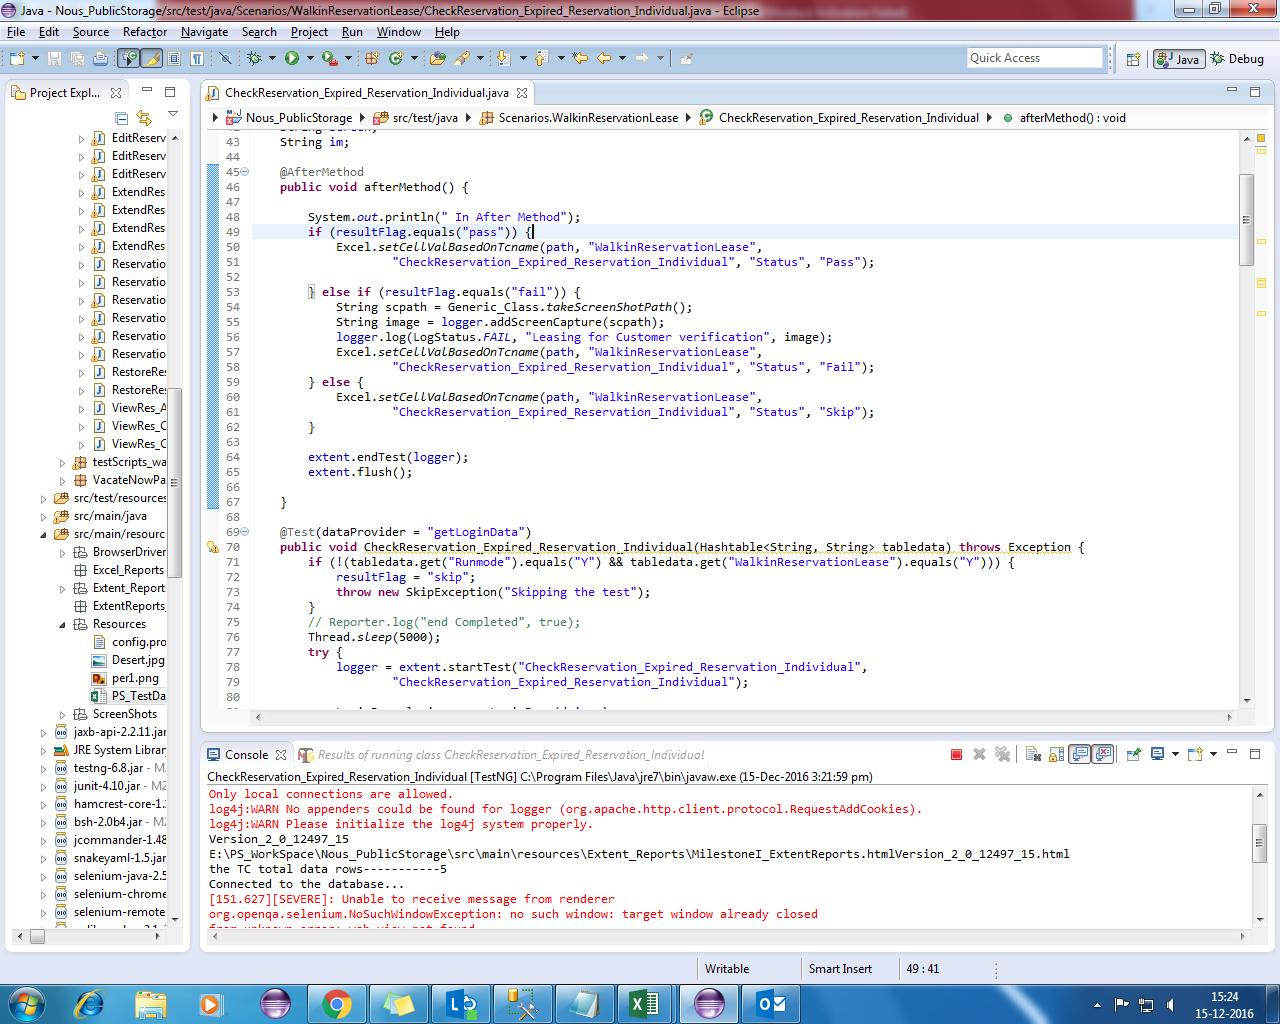 Java - Nous_PublicStorage/src/test/java/Scenarios/WalkinReservationLease/CheckReservation_Expired_Reservation_Individual.java - Eclipse
File Edit Source Refactor Navigate Search Project Run Window Help
Quick Access
Java
Debug
Project Expl...
EditReserv
EditReserv
EditReserv
ExtendRes
ExtendRes
ExtendRes
ExtendRes
Reservatio
Reservatio
Reservatio
Reservatio
Reservatio
Reservatio
RestoreRes
RestoreRes
ViewRes_A
ViewRes_C
ViewRes_C
testScripts_wa
VacateNowPa
src/test/resources
src/main/java
src/main/resourc
BrowserDriver
Excel_Reports
Extent_Report
ExtentReports
Resources
config.pro
Desert.jpg
per1.png
PS_TestDa
ScreenShots
jaxb-api-2.2.11.jar
JRE System Librar
testng-6.8.jar - M2
junit-4.10.jar - M2
hamcrest-core-1.
bsh-2.0b4.jar - M2
jcommander-1.48
snakeyaml-1.5.jar
selenium-java-2.5
selenium-chrome
selenium-remote
CheckReservation_Expired_Reservation_Individual.java
Nous_PublicStorage src/test/java Scenarios.WalkinReservationLease CheckReservation_Expired_Reservation_Individual afterMethod() : void
42 String screen;
43 String im;
44
45 @AfterMethod
46 public void afterMethod() {
47
48 System.out.println(" In After Method");
49 if (resultFlag.equals("pass")) {
50 Excel.setCellValBasedOnTcname(path, "WalkinReservationLease",
51 "CheckReservation_Expired_Reservation_Individual", "Status", "Pass");
52
53 } else if (resultFlag.equals("fail")) {
54 String scpath = Generic_Class.takeScreenShotPath();
55 String image = logger.addScreenCapture(scpath);
56 logger.log(LogStatus.FAIL, "Leasing for Customer verification", image);
57 Excel.setCellValBasedOnTcname(path, "WalkinReservationLease",
58 "CheckReservation_Expired_Reservation_Individual", "Status", "Fail");
59 } else {
60 Excel.setCellValBasedOnTcname(path, "WalkinReservationLease",
61 "CheckReservation_Expired_Reservation_Individual", "Status", "Skip");
62 }
63
64 extent.endTest(logger);
65 extent.flush();
66
67 }
68
69 @Test(dataProvider = "getLoginData")
70 public void CheckReservation_Expired_Reservation_Individual(Hashtable<String, String> tabledata) throws Exception {
71 if (!(tabledata.get("Runmode").equals("Y") && tabledata.get("WalkinReservationLease").equals("Y"))) {
72 resultFlag = "skip";
73 throw new SkipException("Skipping the test");
74 }
75 // Reporter.log("end Completed", true);
76 Thread.sleep(5000);
77 try {
78 logger = extent.startTest("CheckReservation_Expired_Reservation_Individual",
79 "CheckReservation_Expired_Reservation_Individual");
80
Console Results of running class CheckReservation_Expired_Reservation_Individual
CheckReservation_Expired_Reservation_Individual [TestNG] C:\Program Files\Java\jre7\bin\javaw.exe (15-Dec-2016 3:21:59 pm)
Only local connections are allowed.
log4j:WARN No appenders could be found for logger (org.apache.http.client.protocol.RequestAddCookies).
log4j:WARN Please initialize the log4j system properly.
Version_2_0_12497_15
E:\PS_WorkSpace\Nous_PublicStorage\src\main\resources\Extent_Reports\MilestoneI_ExtentReports.htmlVersion_2_0_12497_15.html
the TC total data rows-----------5
Connected to the database...
[151.627][SEVERE]: Unable to receive message from renderer
org.openqa.selenium.NoSuchWindowException: no such window: target window already closed
from unknown error: web view not found
Writable Smart Insert 49 : 41
15:24
15-12-2016